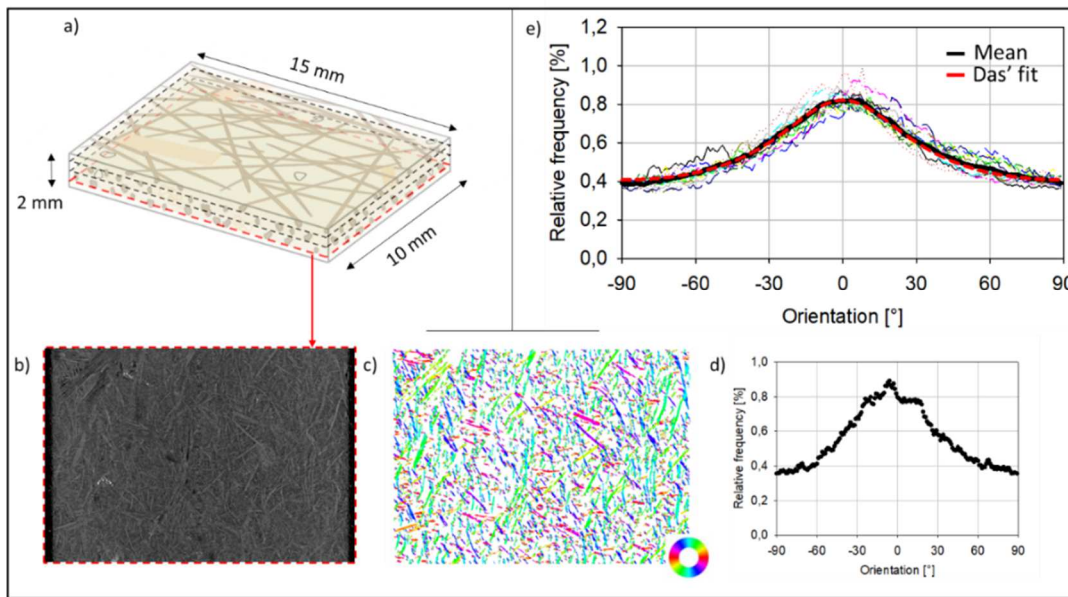 a)
15 mm
2 mm
10 mm
e)
Relative frequency [%]
1,2
1,0
0,8
0,6
0,4
0,2
0,0
Mean
Das' fit
-90 -60 -30 0 30 60 90
Orientation [°]
b)
c)
d)
Relative frequency [%]
1,0
0,8
0,6
0,4
0,2
0,0
-90 -60 -30 0 30 60 90
Orientation [°]